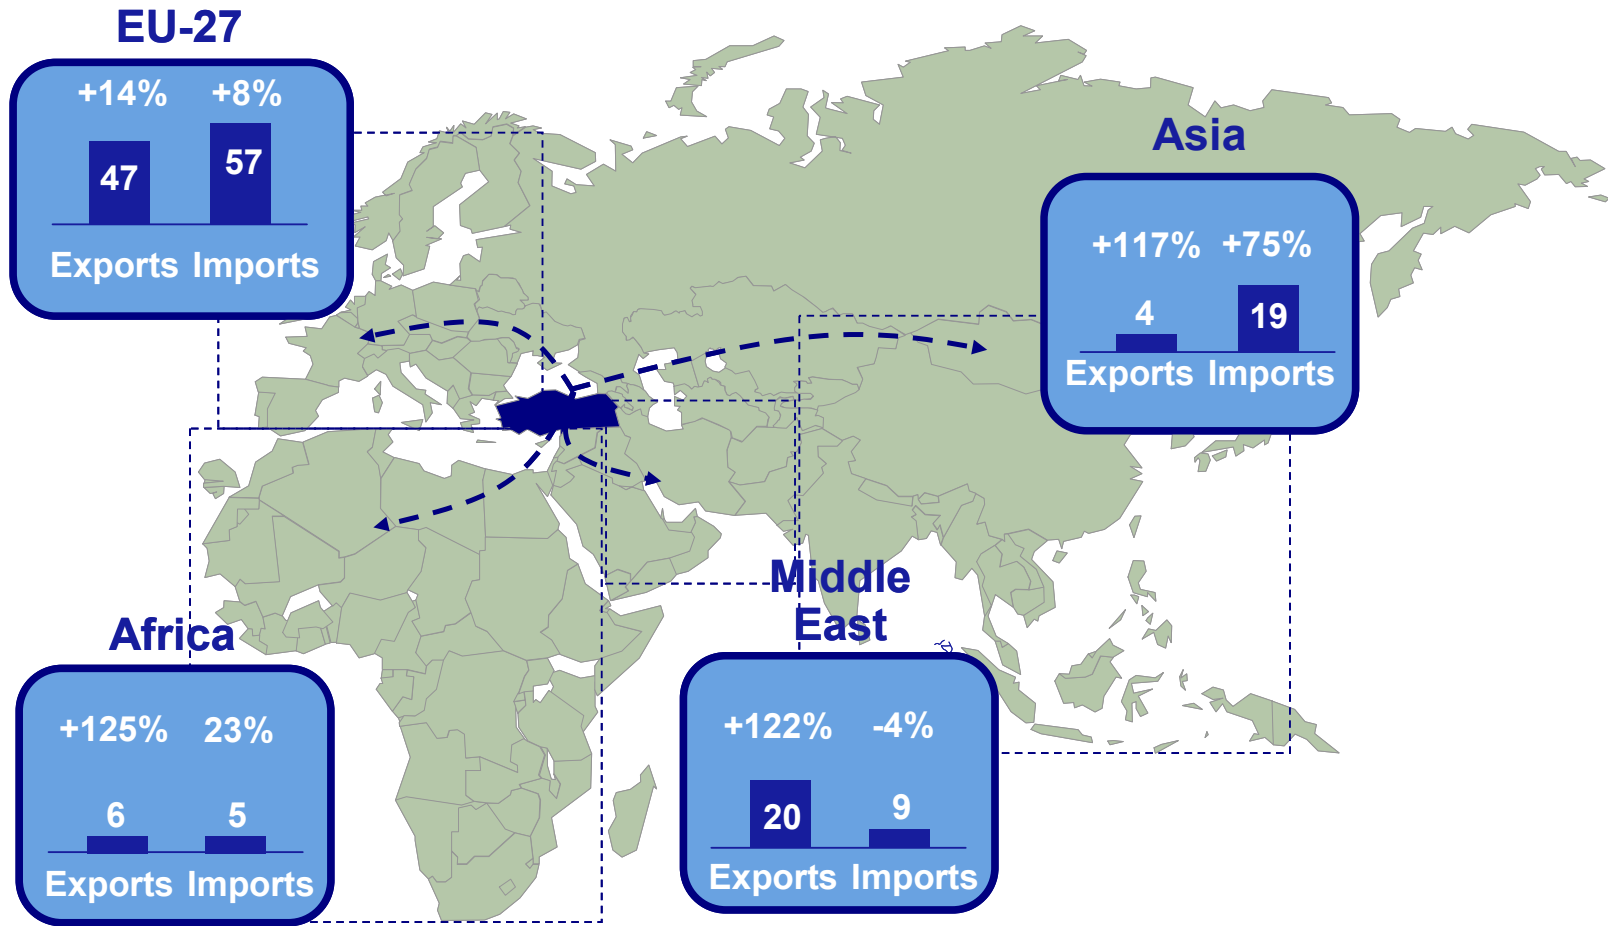 EU-27
+14% +8%
47 57
Exports Imports
Asia
+117% +75%
4 19
Exports Imports
Africa
+125% 23%
6 5
Exports Imports
Middle
East
+122% -4%
20 9
Exports Imports